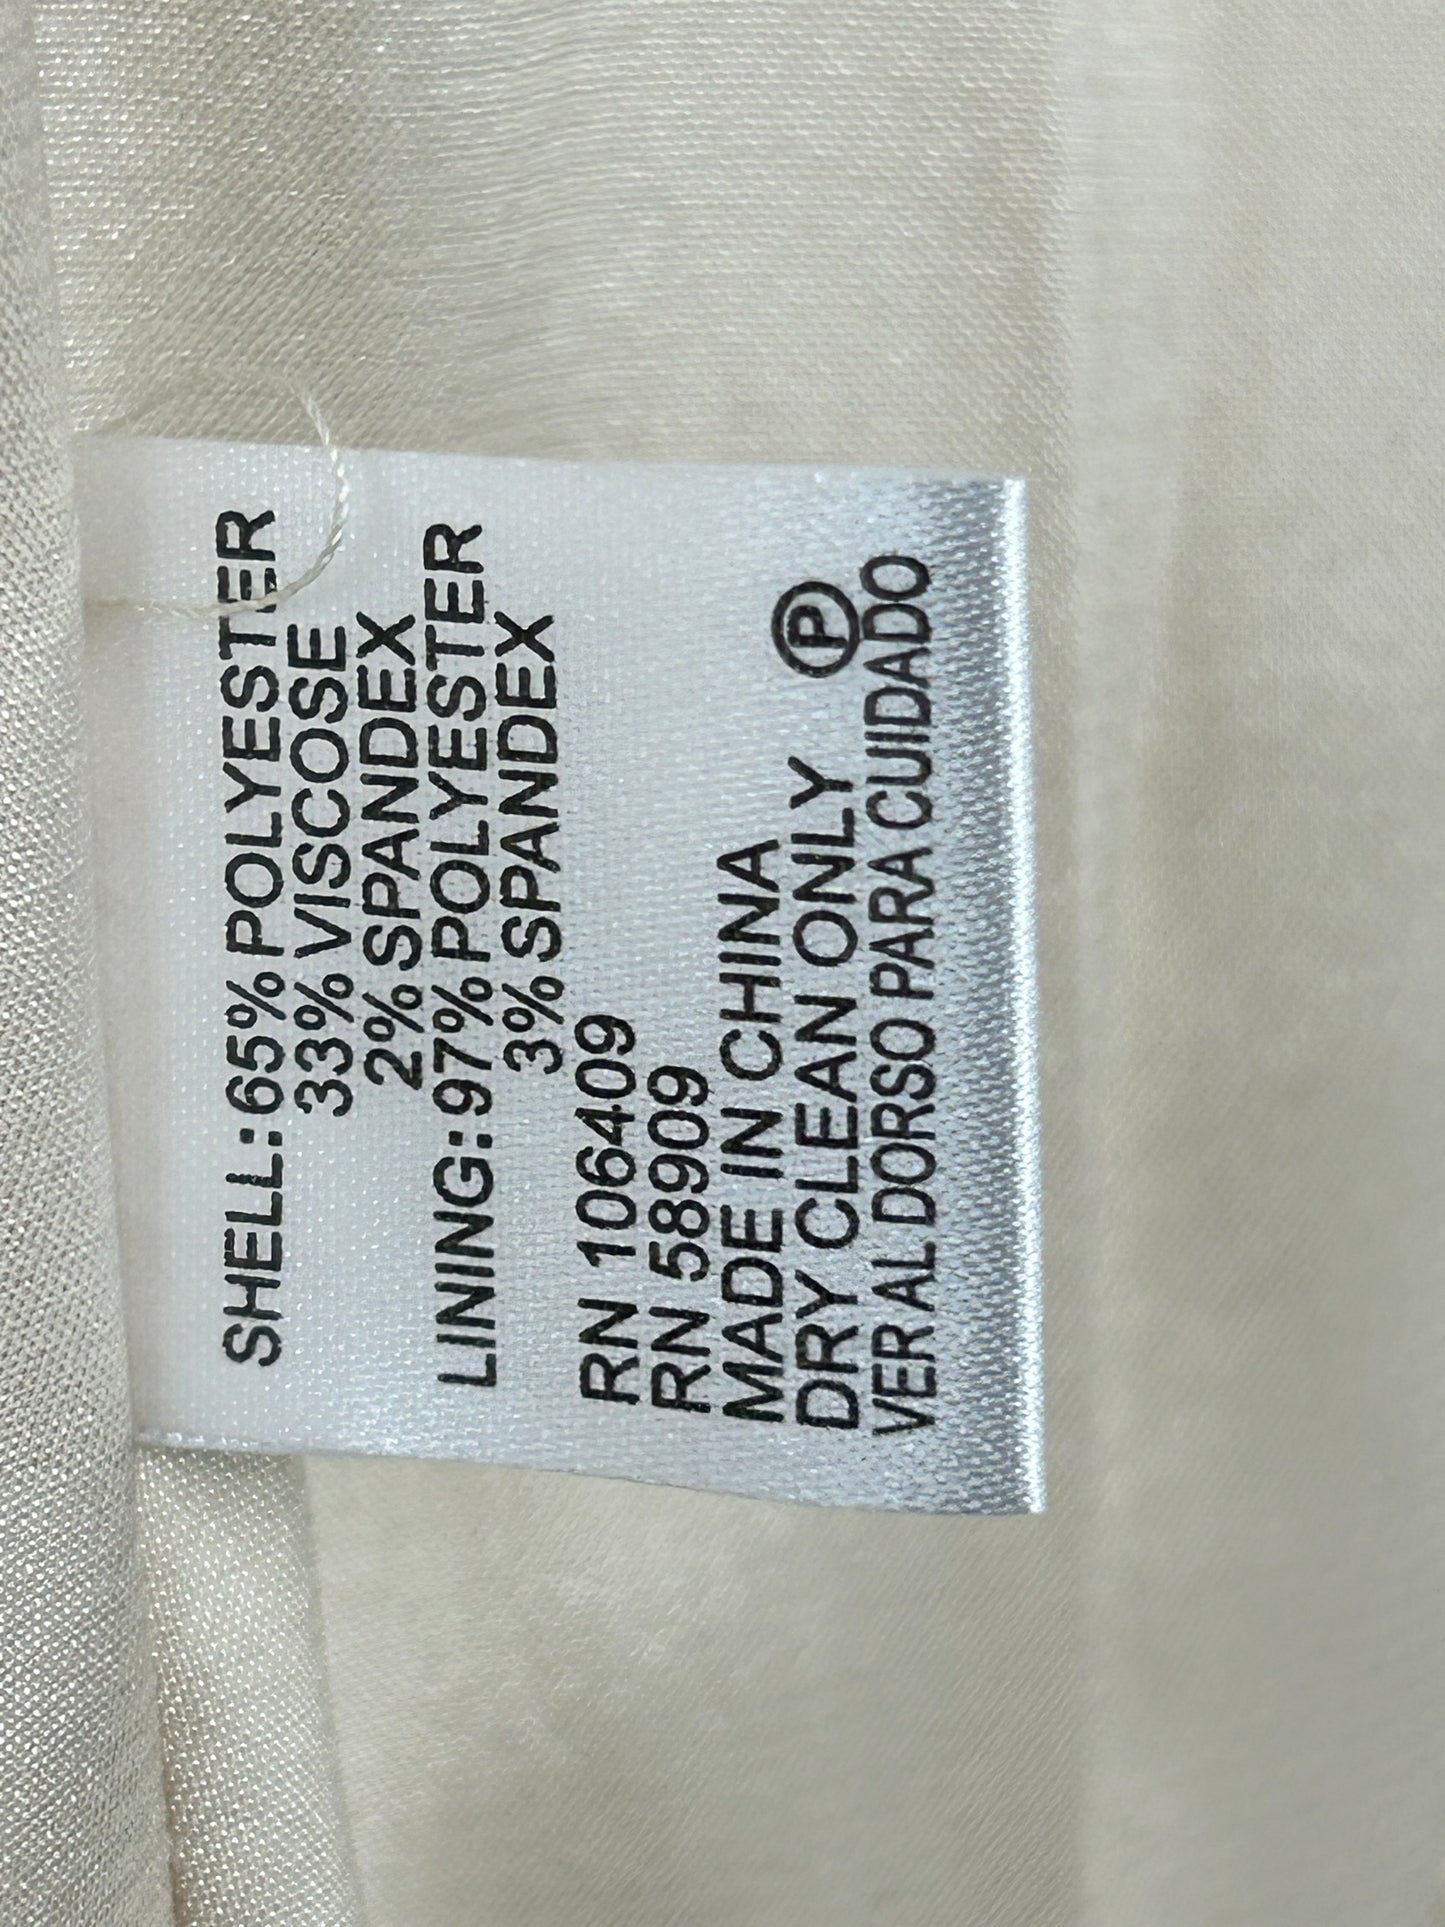 SHELL: 65% POLYESTER
33% VISCOSE
2% SPANDEX
LINING: 97% POLYESTER
3% SPANDEX
RN 106409
RN 58909
MADE IN CHINA
DRY CLEAN ONLY Ⓟ
VER AL DORSO PARA CUIDADO